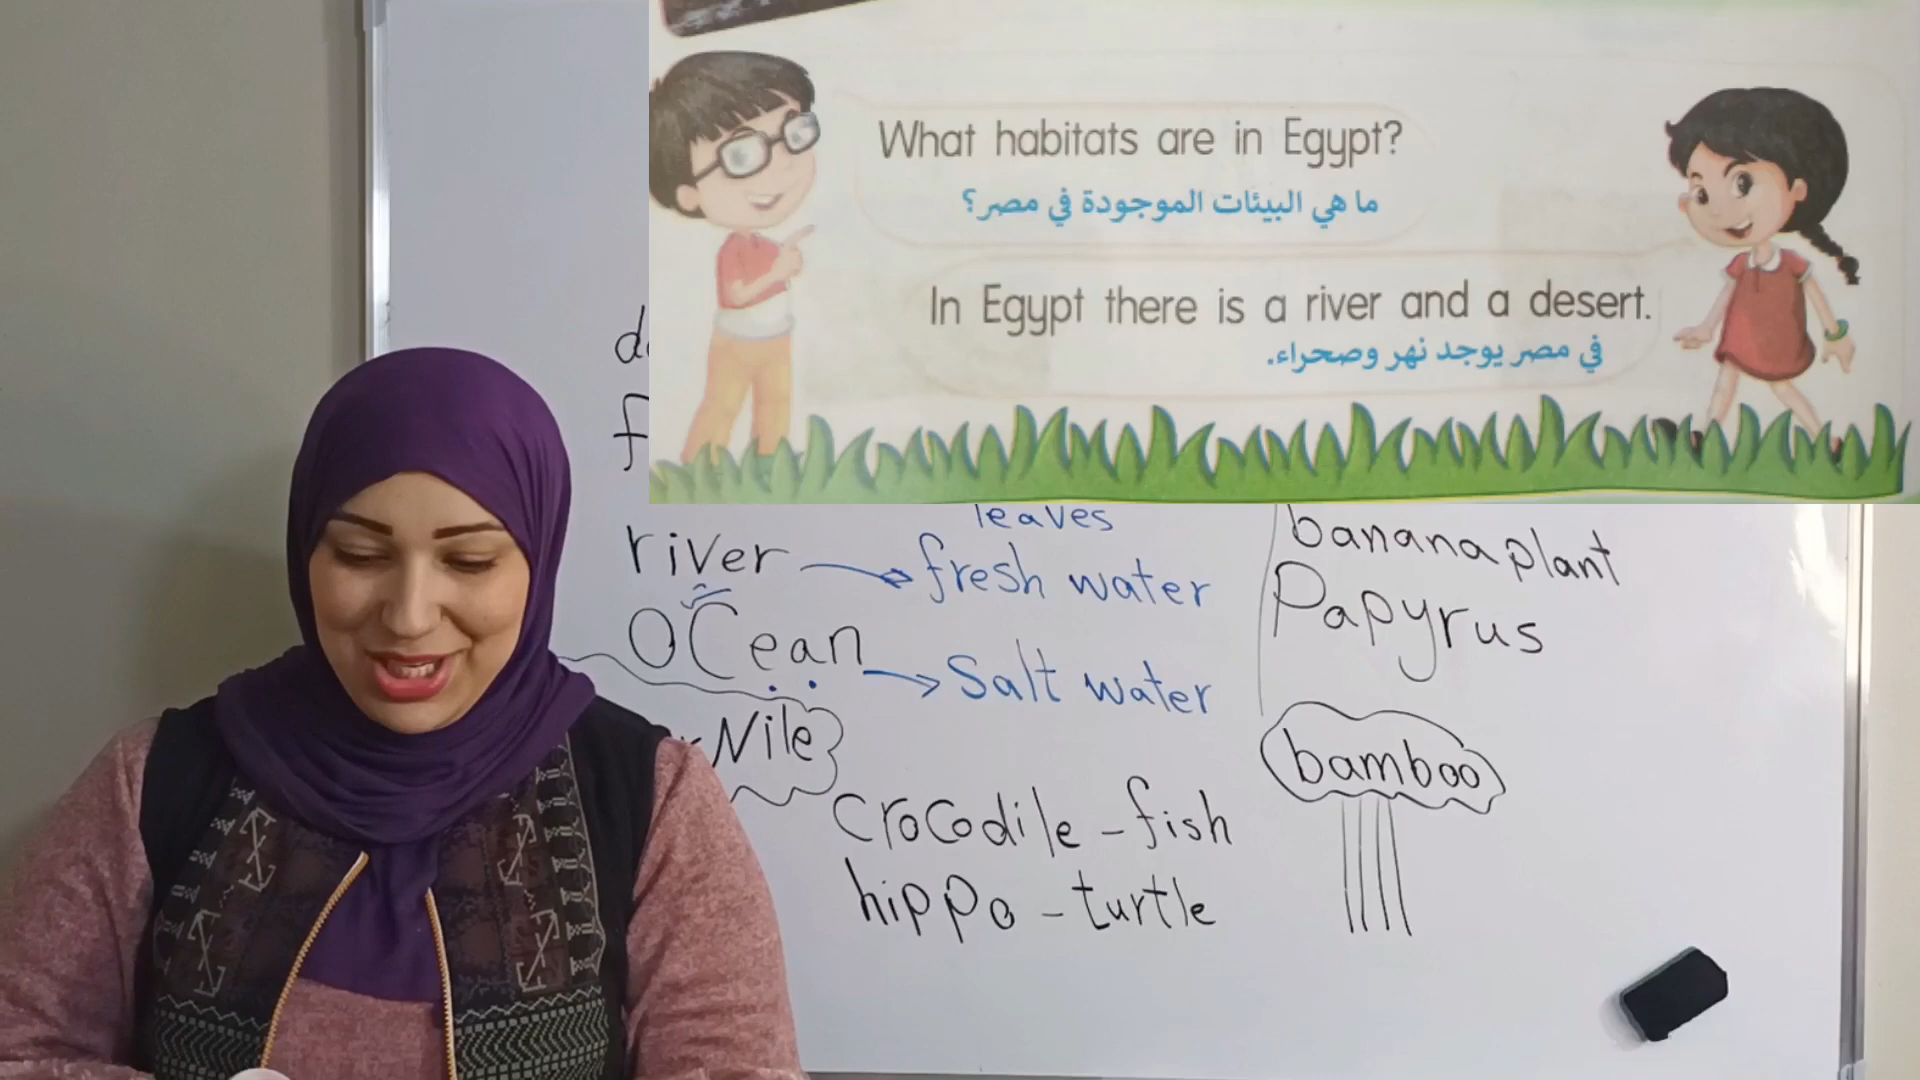 What habitats are in Egypt?
ما هي البيئات الموجودة في مصر؟
In Egypt there is a river and a desert.
في مصر يوجد نهر وصحراء.
leaves
river → fresh water
ocean → Salt water
Nile
crocodile - fish
hippo - turtle
banana plant
Papyrus
bamboo